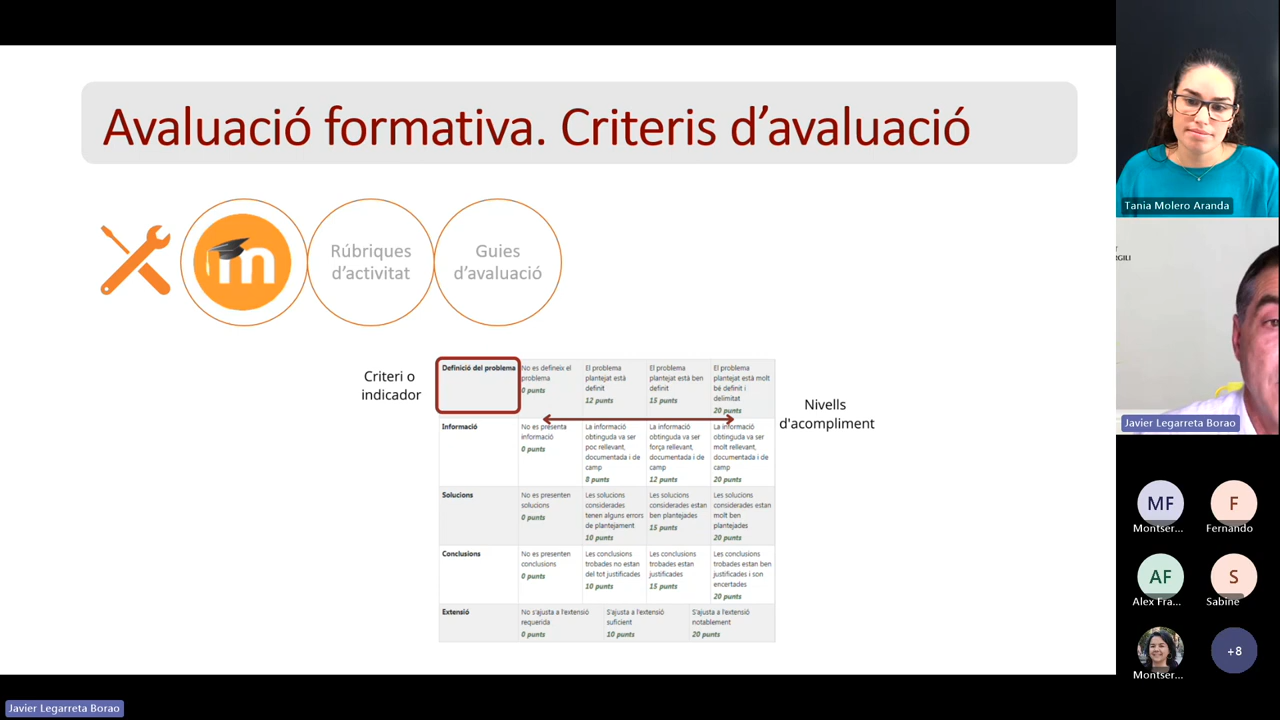 Avaluació formativa. Criteris d’avaluació
m
Rúbriques
d’activitat
Guies
d’avaluació
Criteri o
indicador
Nivells
d'acompliment
Definició del problema
No es defineix el
problema
0 punts
El problema
plantejat està
definit
12 punts
El problema
plantejat està ben
definit
15 punts
El problema
plantejat està molt
bé definit i
delimitat
20 punts
Informació
No es presenta
informació
0 punts
La informació
obtinguda va ser
poc rellevant,
documentada i de
camp
8 punts
La informació
obtinguda va ser
força rellevant,
documentada i de
camp
12 punts
La informació
obtinguda va ser
molt rellevant,
documentada i de
camp
20 punts
Solucions
No es presenten
solucions
0 punts
Les solucions
considerades
tenen alguns errors
de plantejament
10 punts
Les solucions
considerades estan
ben plantejades
15 punts
Les solucions
considerades estan
molt ben
plantejades
20 punts
Conclusions
No es presenten
conclusions
0 punts
Les conclusions
trobades no estan
del tot justificades
10 punts
Les conclusions
trobades estan
justificades
15 punts
Les conclusions
trobades estan ben
justificades i son
encertades
20 punts
Extensió
No s'ajusta a l'extensió
requerida
0 punts
S'ajusta a l'extensió
suficient
10 punts
S'ajusta a l'extensió
notablement
20 punts
Tania Molero Aranda
Javier Legarreta Borao
MF
Montser...
F
Fernando
AF
Alex Fra...
S
Sabine
Montser...
+8
Javier Legarreta Borao